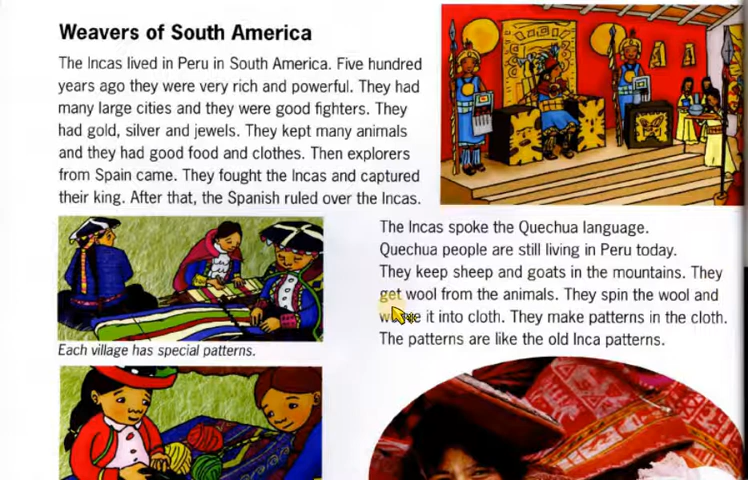 Weavers of South America
The Incas lived in Peru in South America. Five hundred
years ago they were very rich and powerful. They had
many large cities and they were good fighters. They
had gold, silver and jewels. They kept many animals
and they had good food and clothes. Then explorers
from Spain came. They fought the Incas and captured
their king. After that, the Spanish ruled over the Incas.
The Incas spoke the Quechua language.
Quechua people are still living in Peru today.
They keep sheep and goats in the mountains. They
get wool from the animals. They spin the wool and
it into cloth. They make patterns in the cloth.
The patterns are like the old Inca patterns.
Each village has special patterns.